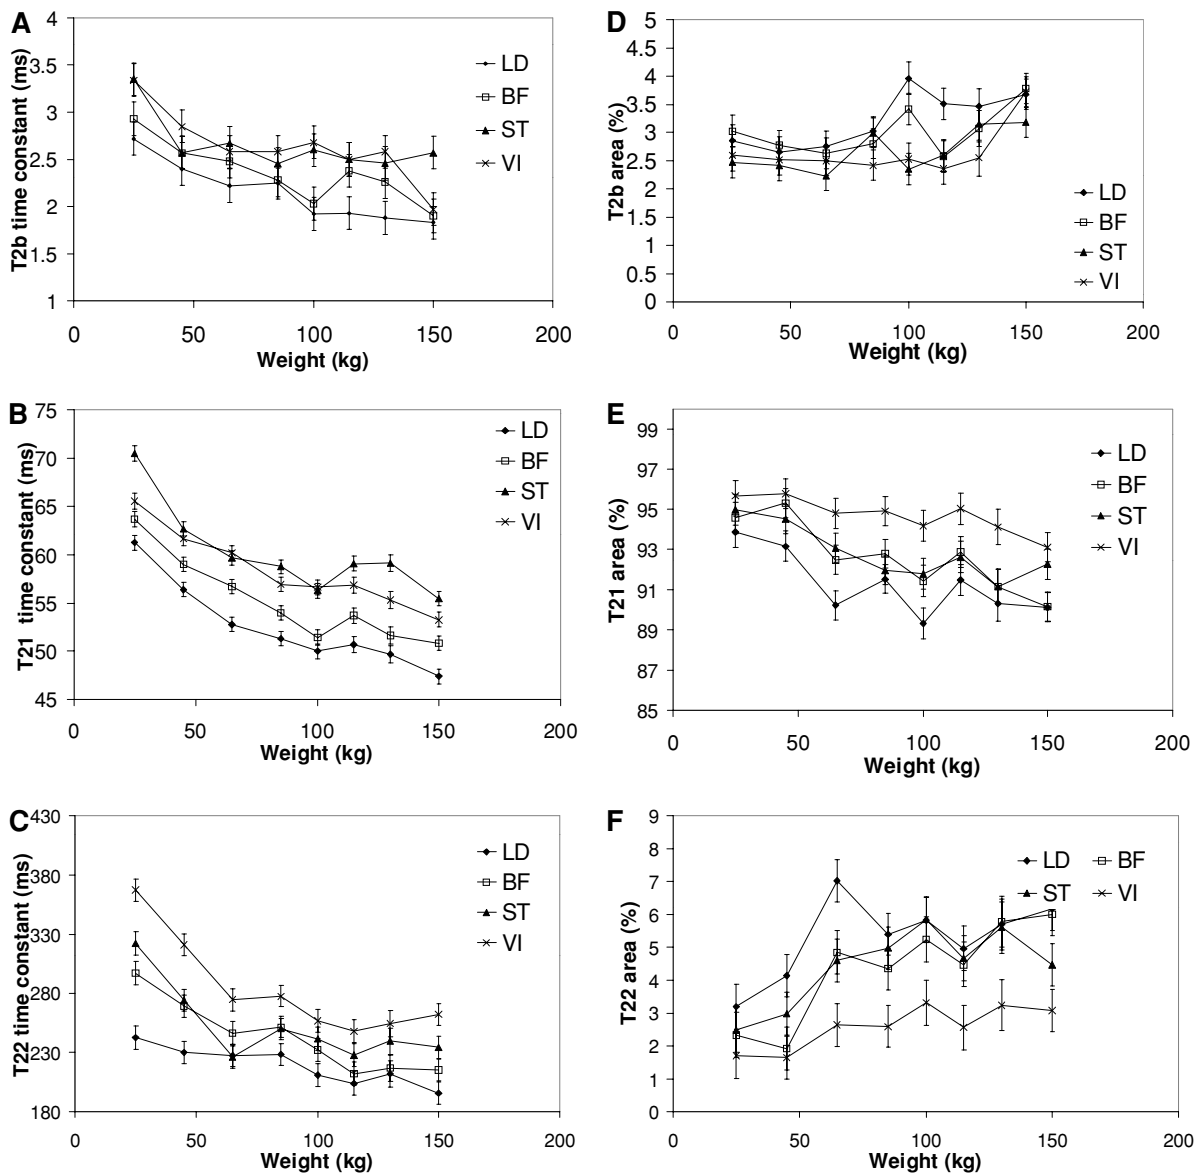 A
T2b time constant (ms)
4
3.5
3
2.5
2
1.5
1
0 50 100 150 200
Weight (kg)
LD
BF
ST
VI
D
T2b area (%)
5
4.5
4
3.5
3
2.5
2
1.5
1
0.5
0
0 50 100 150 200
Weight (kg)
LD
BF
ST
VI
B
T21 time constant (ms)
75
70
65
60
55
50
45
0 50 100 150 200
Weight (kg)
LD
BF
ST
VI
E
T21 area (%)
99
97
95
93
91
89
87
85
0 50 100 150 200
Weight (kg)
LD
BF
ST
VI
C
T22 time constant (ms)
430
380
330
280
230
180
0 50 100 150 200
Weight (kg)
LD
BF
ST
VI
F
T22 area (%)
9
8
7
6
5
4
3
2
1
0
0 50 100 150 200
Weight (kg)
LD BF
ST VI